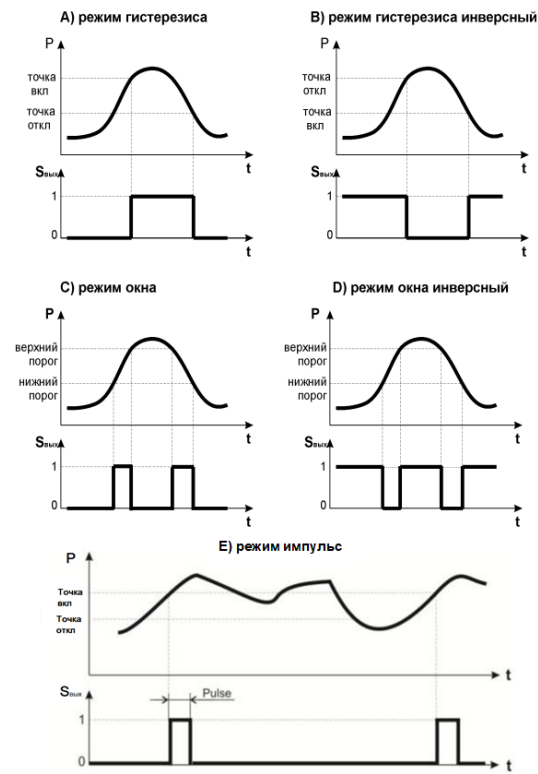 А) режим гистерезиса
P
точка
вкл
точка
откл
t
Sвых
1
0
t
В) режим гистерезиса инверсный
P
точка
откл
точка
вкл
t
Sвых
1
0
t
С) режим окна
P
верхний
порог
нижний
порог
t
Sвых
1
0
t
D) режим окна инверсный
P
верхний
порог
нижний
порог
t
Sвых
1
0
t
Е) режим импульс
P
Точка
вкл
Точка
откл
t
Sвых
Pulse
1
0
t